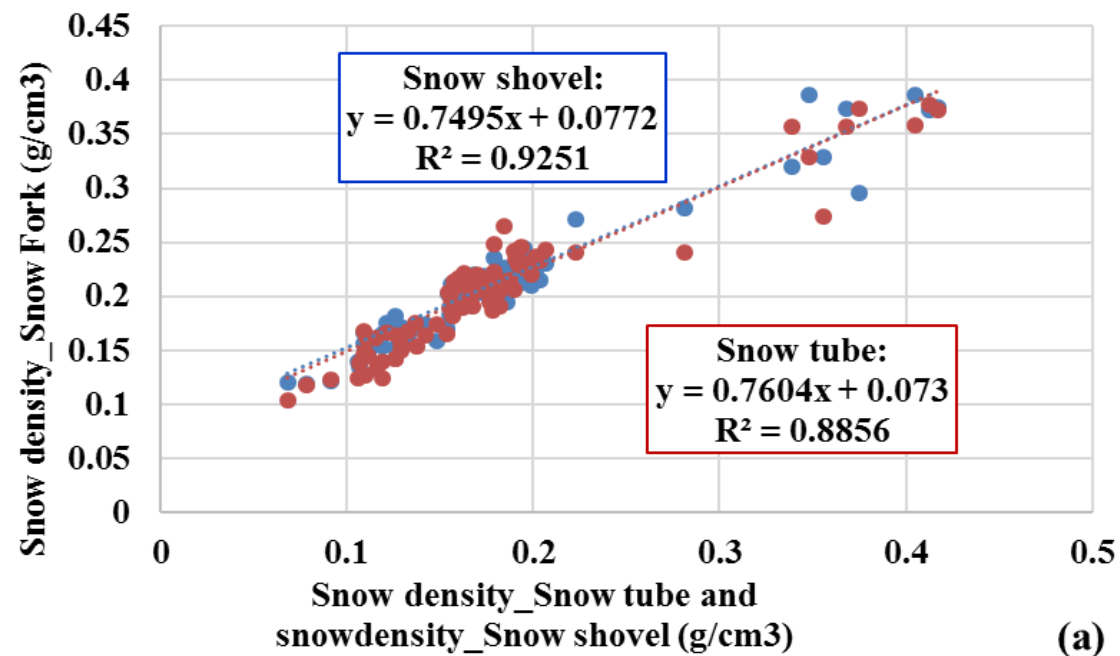 0.45
0.4
0.35
0.3
0.25
0.2
0.15
0.1
0.05
0
Snow density_Snow Fork (g/cm3)
Snow shovel:
y = 0.7495x + 0.0772
R² = 0.9251
Snow tube:
y = 0.7604x + 0.073
R² = 0.8856
0 0.1 0.2 0.3 0.4 0.5
Snow density_Snow tube and
snowdensity_Snow shovel (g/cm3)
(a)